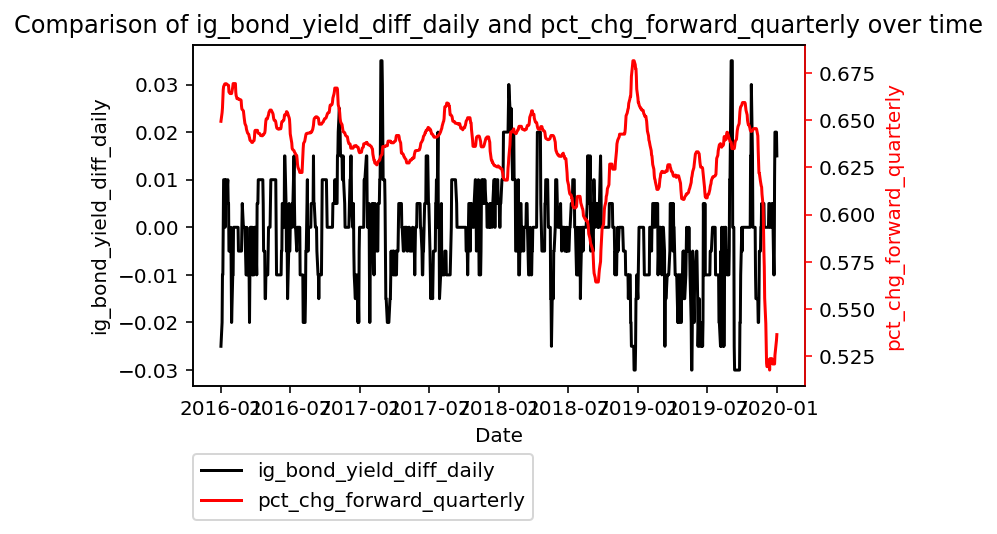 Comparison of ig_bond_yield_diff_daily and pct_chg_forward_quarterly over time
ig_bond_yield_diff_daily
0.03
0.02
0.01
0.00
−0.01
−0.02
−0.03
0.675
0.650
0.625
0.600
0.575
0.550
0.525
pct_chg_forward_quarterly
2016-01 2016-07 2017-01 2017-07 2018-01 2018-07 2019-01 2019-07 2020-01
Date
ig_bond_yield_diff_daily
pct_chg_forward_quarterly